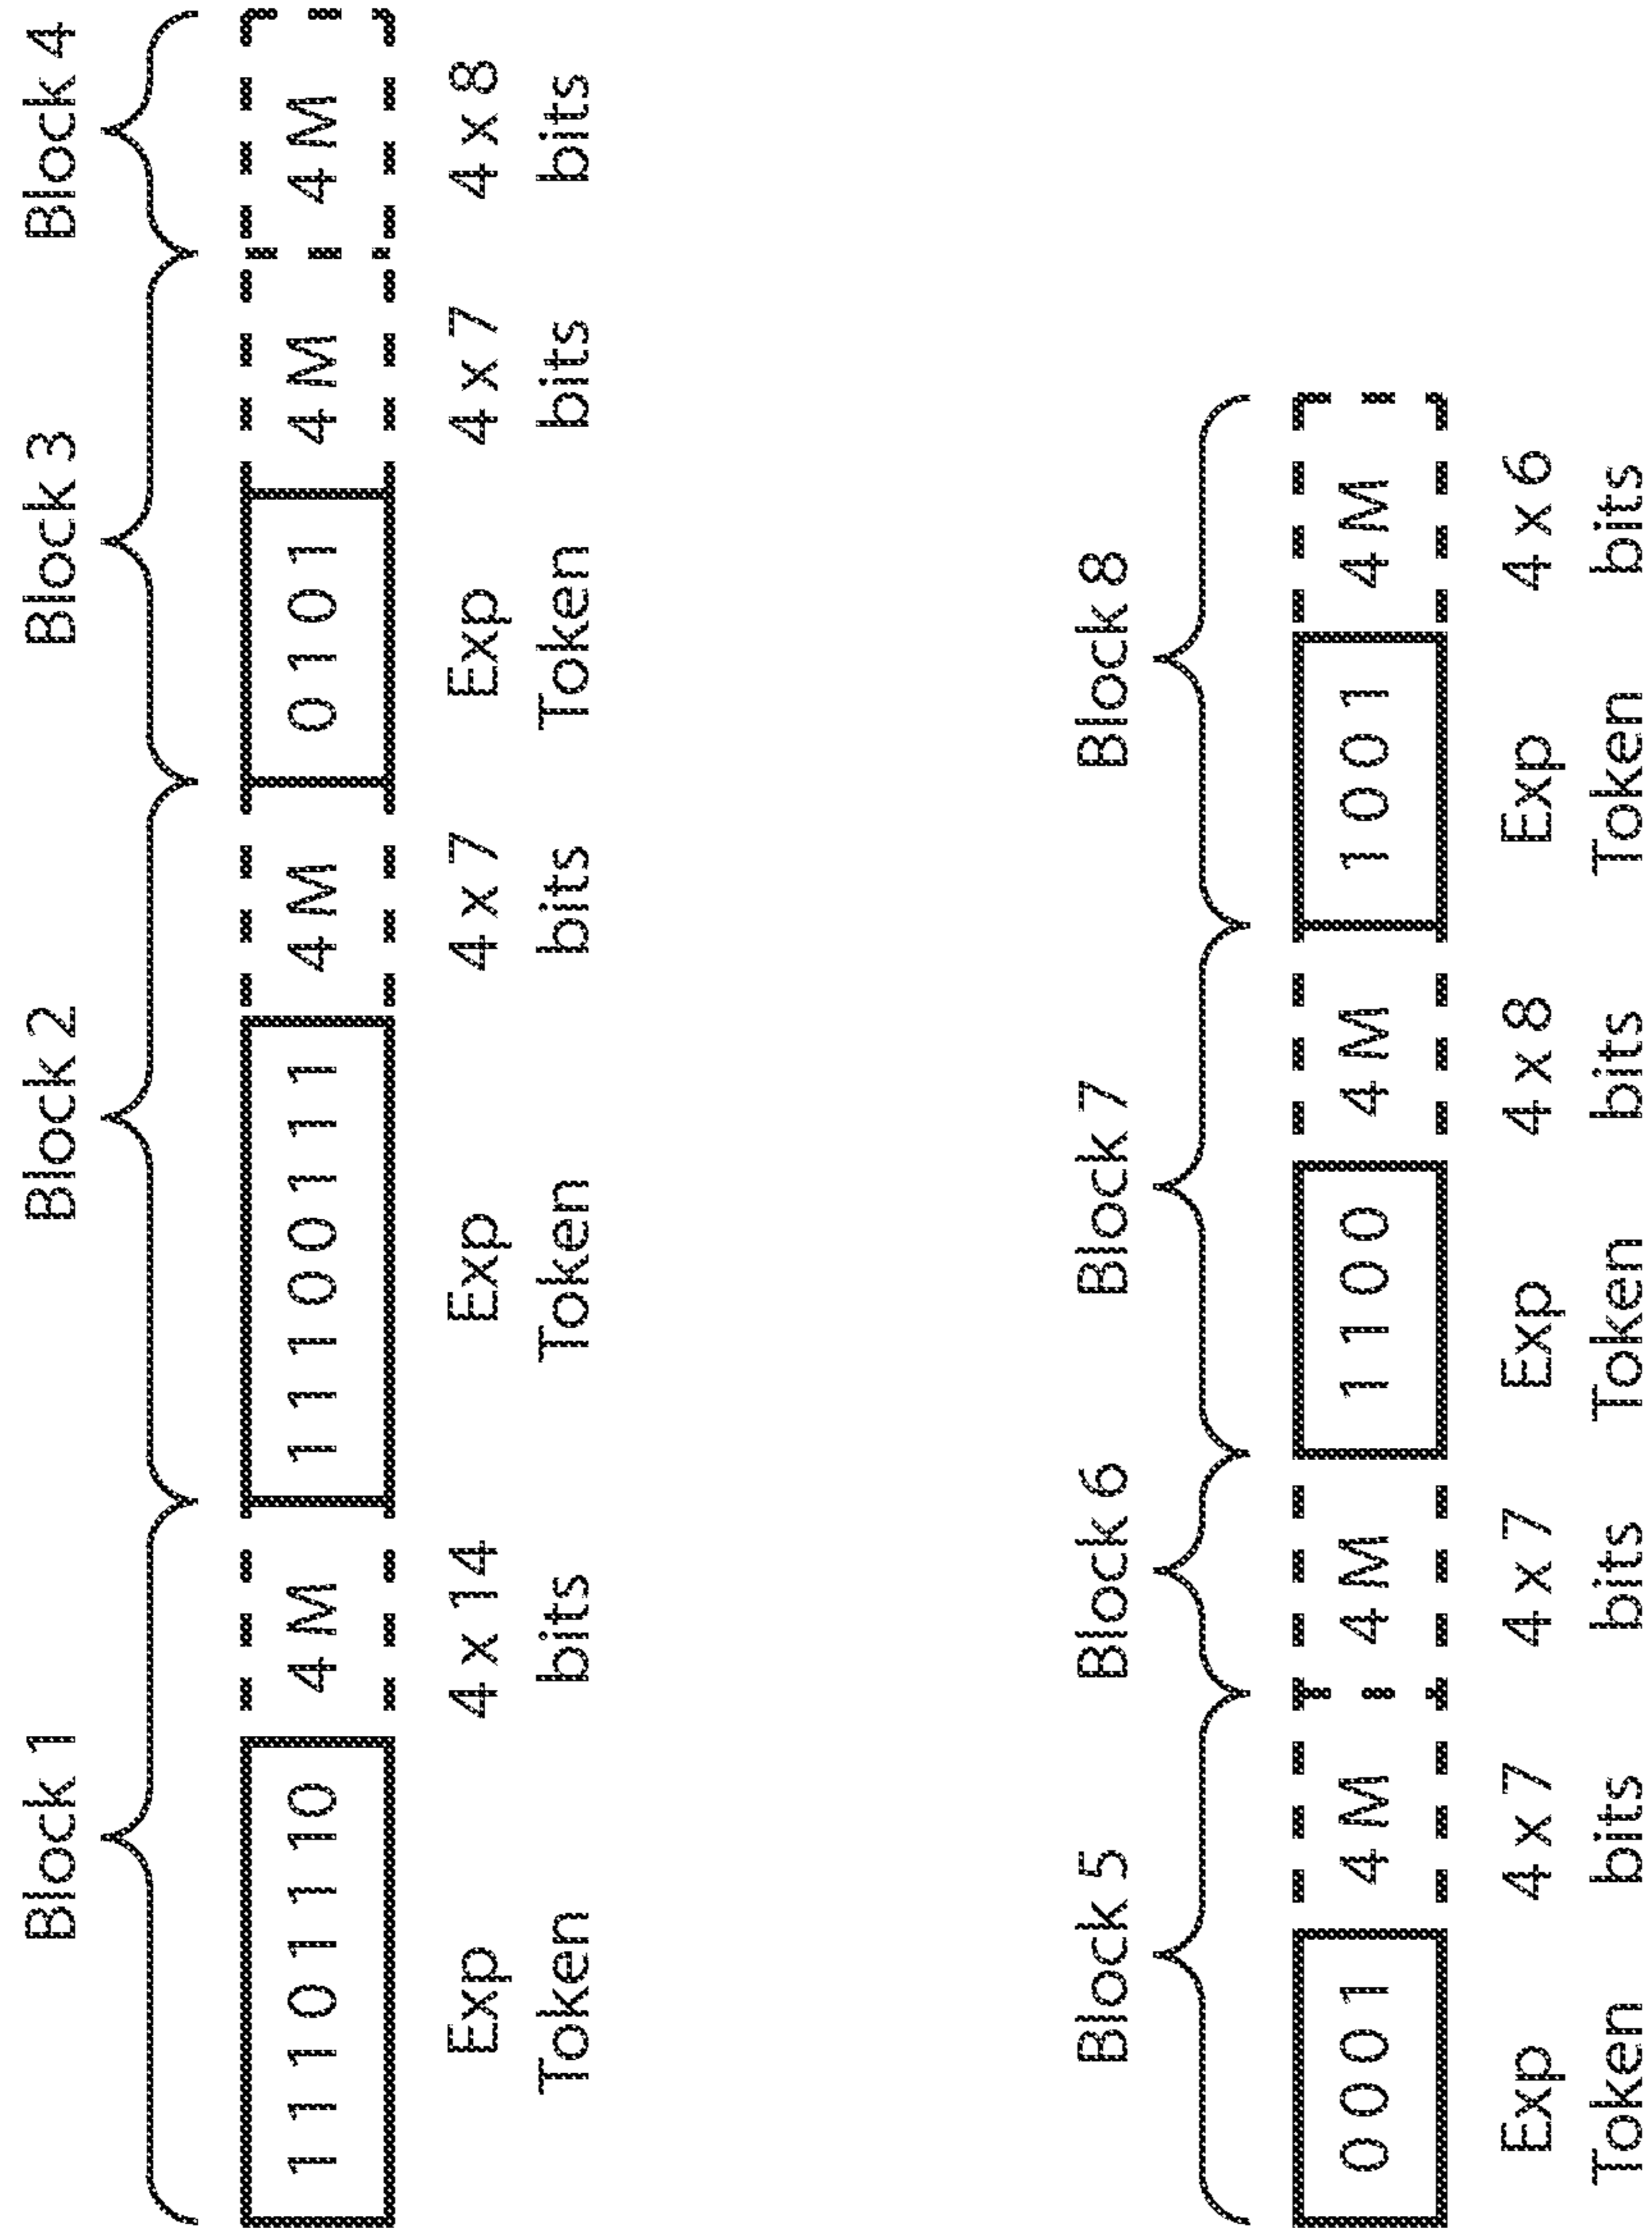 Block 1 Block 2 Block 3 Block 4
1 1 1 0 1 1 1 0 4 M 1 1 1 0 0 1 1 1 4 M 0 1 0 1 4 M 4 M
Exp 4 x 14 Exp 4 x 7 Exp 4 x 7 4 x 8
Token bits Token bits Token bits bits
Block 5 Block 6 Block 7 Block 8
0 0 0 1 4 M 4 M 1 1 0 0 4 M 1 0 0 1 4 M
Exp 4 x 7 4 x 7 Exp 4 x 8 Exp 4 x 6
Token bits bits Token bits Token bits